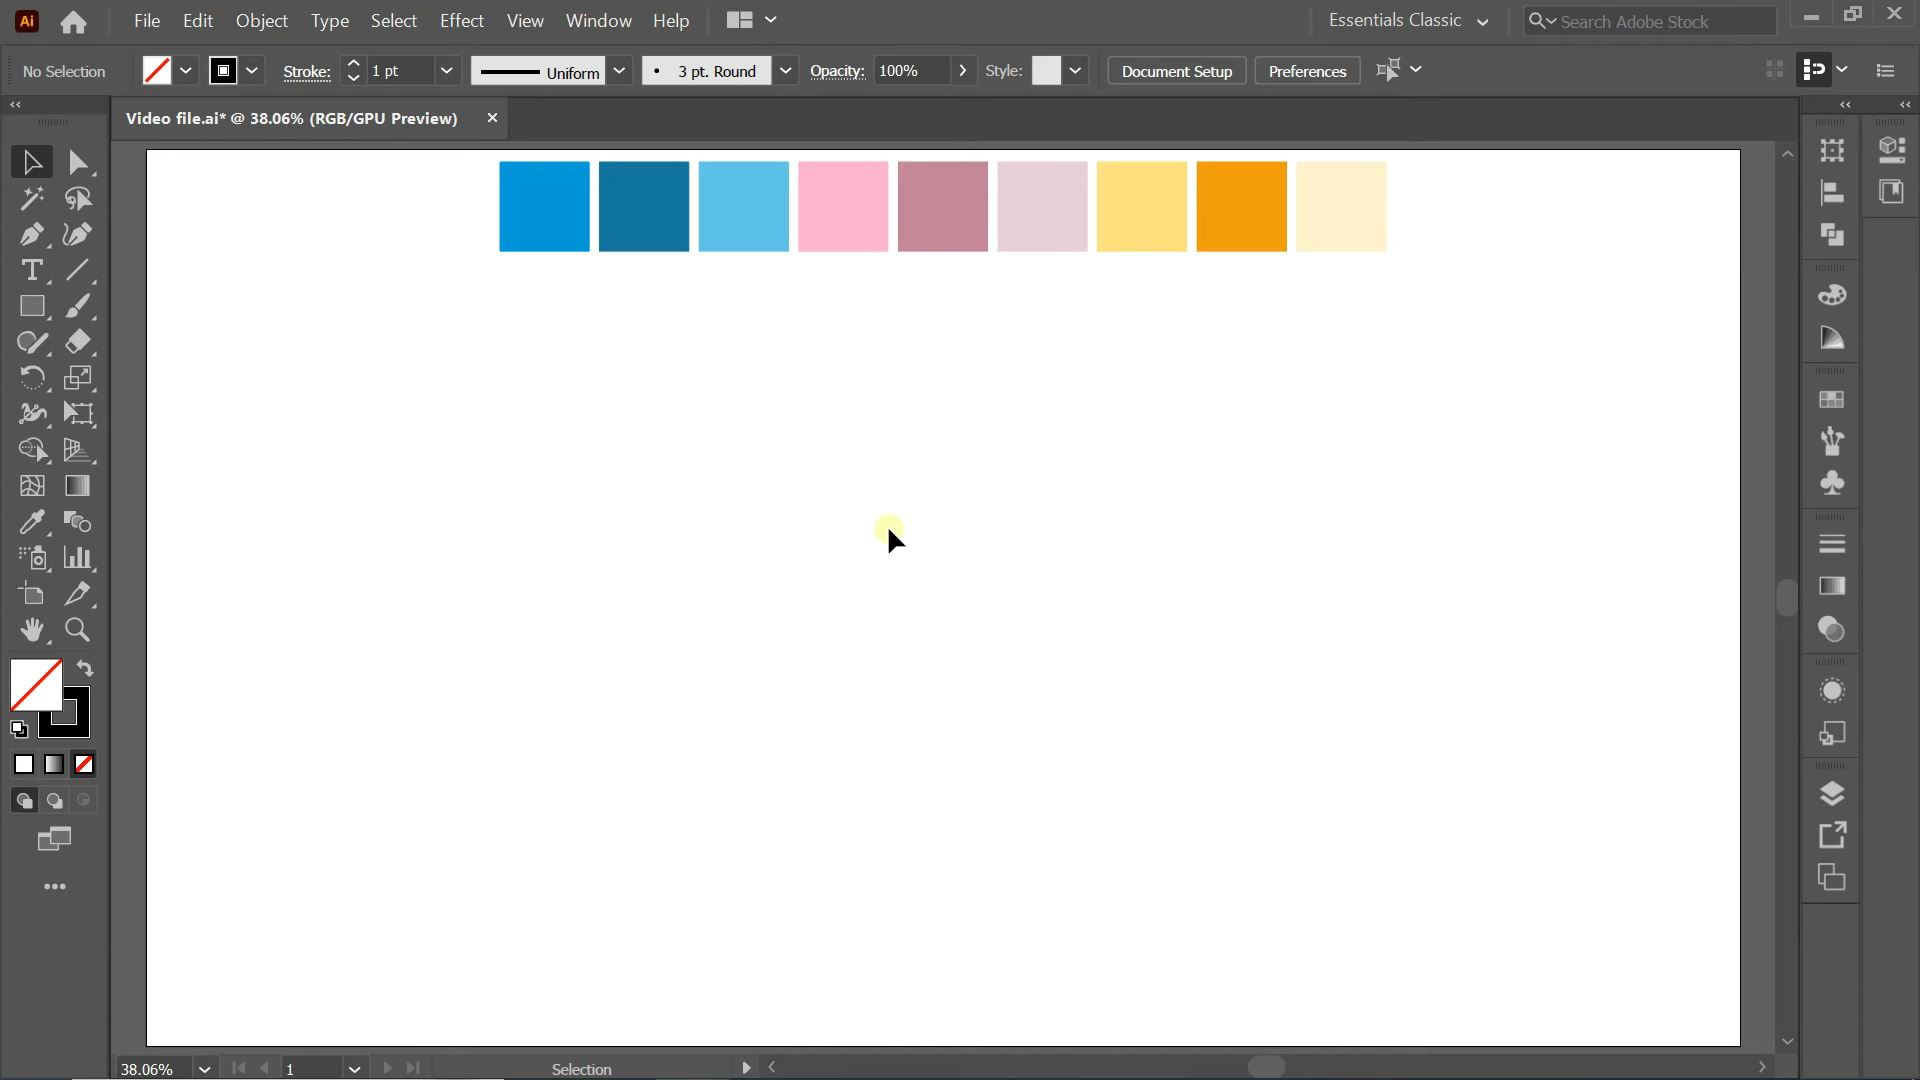 Ai File Edit Object Type Select Effect View Window Help Essentials Classic Search Adobe Stock
No Selection Stroke: 1 pt Uniform 3 pt. Round Opacity: 100% Style: Document Setup Preferences
Video file.ai* @ 38.06% (RGB/GPU Preview)
38.06% 1 Selection